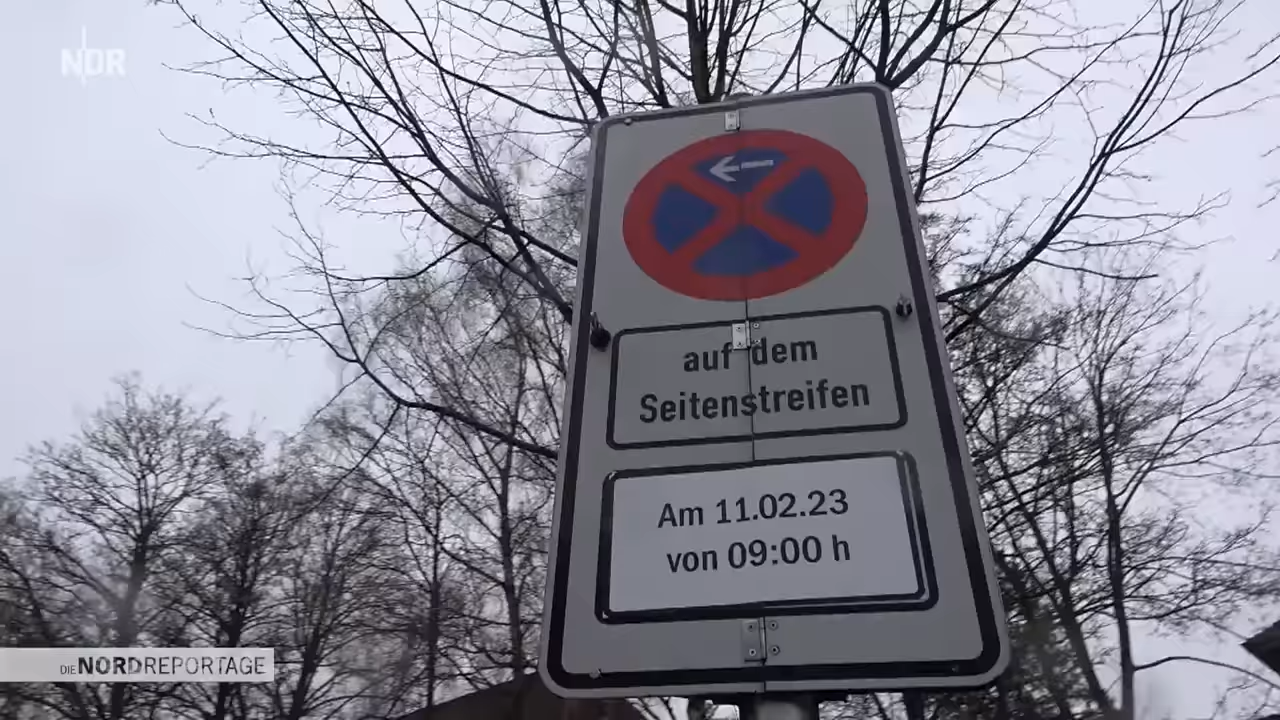 NDR
auf dem
Seitenstreifen
Am 11.02.23
von 09:00 h
DIE NORDREPORTAGE